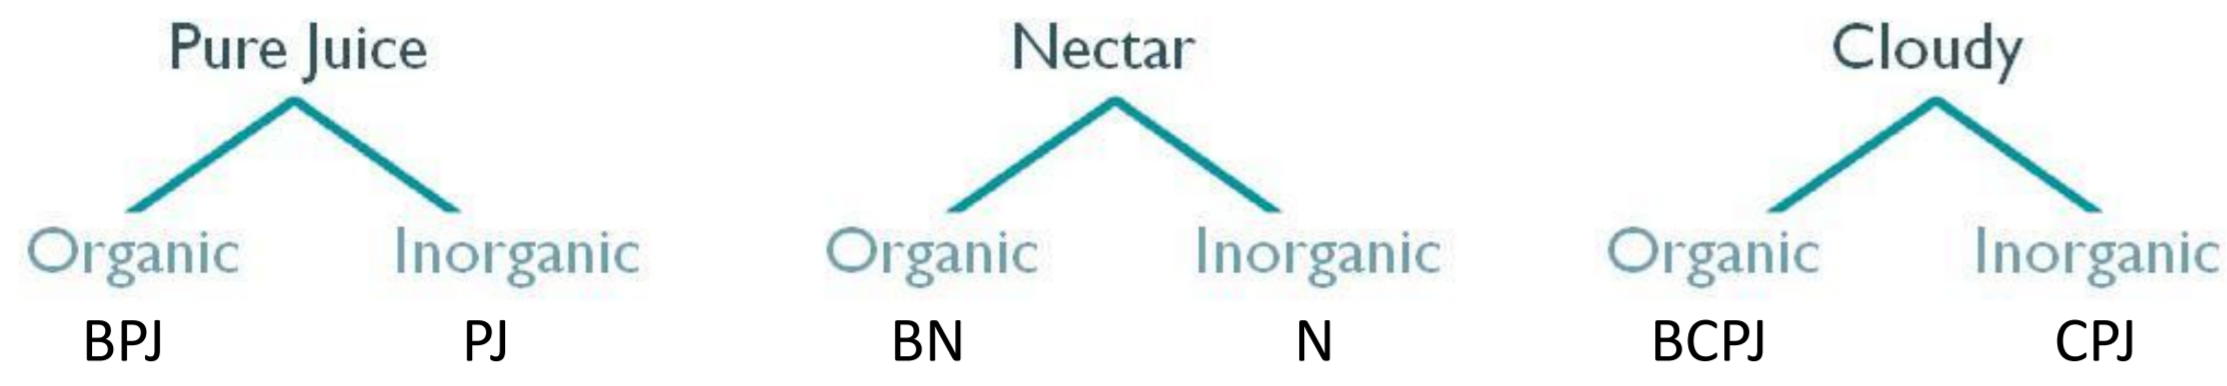 Pure Juice
Nectar
Cloudy
Organic
Inorganic
Organic
Inorganic
Organic
Inorganic
BPJ
PJ
BN
N
BCPJ
CPJ